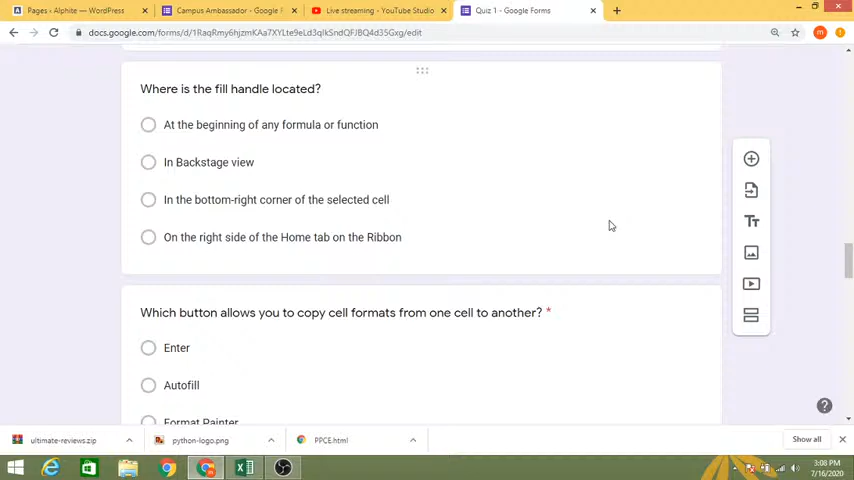 Pages ‹ Alphite — WordPress
Campus Ambassador - Google F
Live streaming - YouTube Studio
Quiz 1 - Google Forms
docs.google.com/forms/d/1RaqRmy6hjzmKAa7XYLte9eLd3qIkSndQFJBQ4d35Gxg/edit
m
Where is the fill handle located?
At the beginning of any formula or function
In Backstage view
In the bottom-right corner of the selected cell
On the right side of the Home tab on the Ribbon
Tт
Which button allows you to copy cell formats from one cell to another? *
Enter
Autofill
Format Painter
ultimate-reviews.zip
python-logo.png
PPCE.html
Show all
3:08 PM
7/16/2020